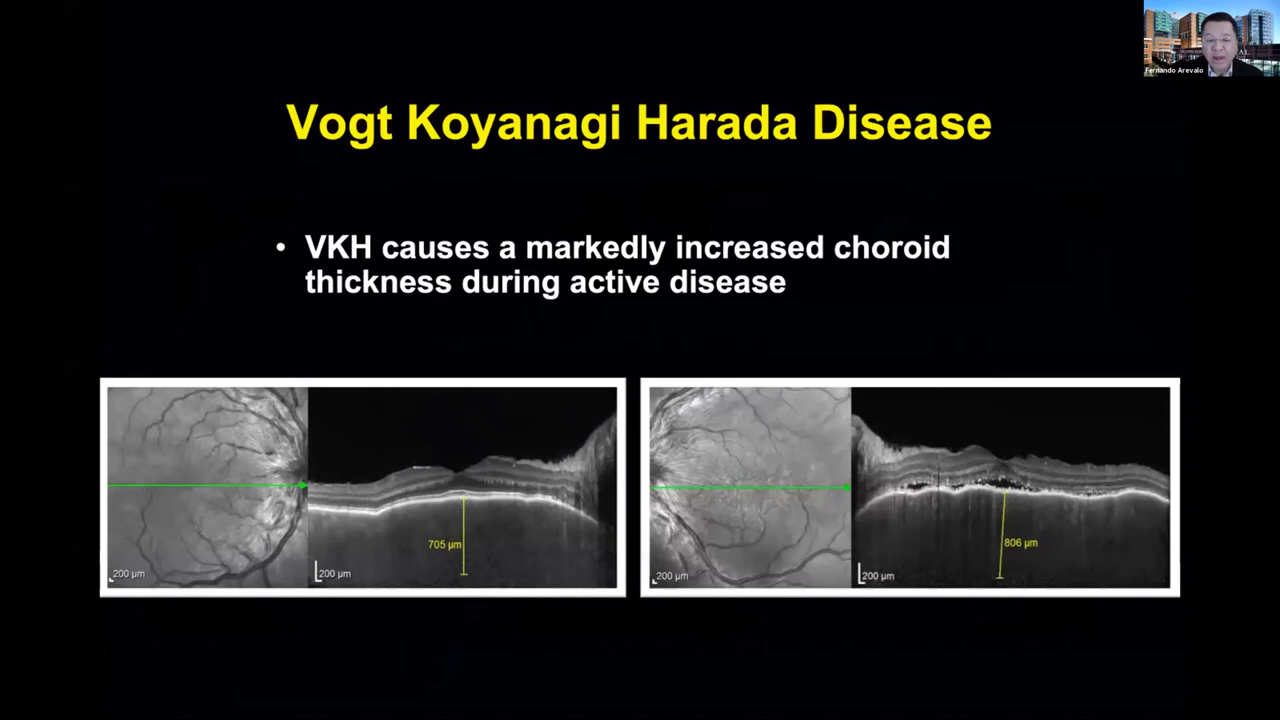 Fernando Arevalo
Vogt Koyanagi Harada Disease
• VKH causes a markedly increased choroid
thickness during active disease
705 µm
200 µm
200 µm
806 µm
200 µm
200 µm